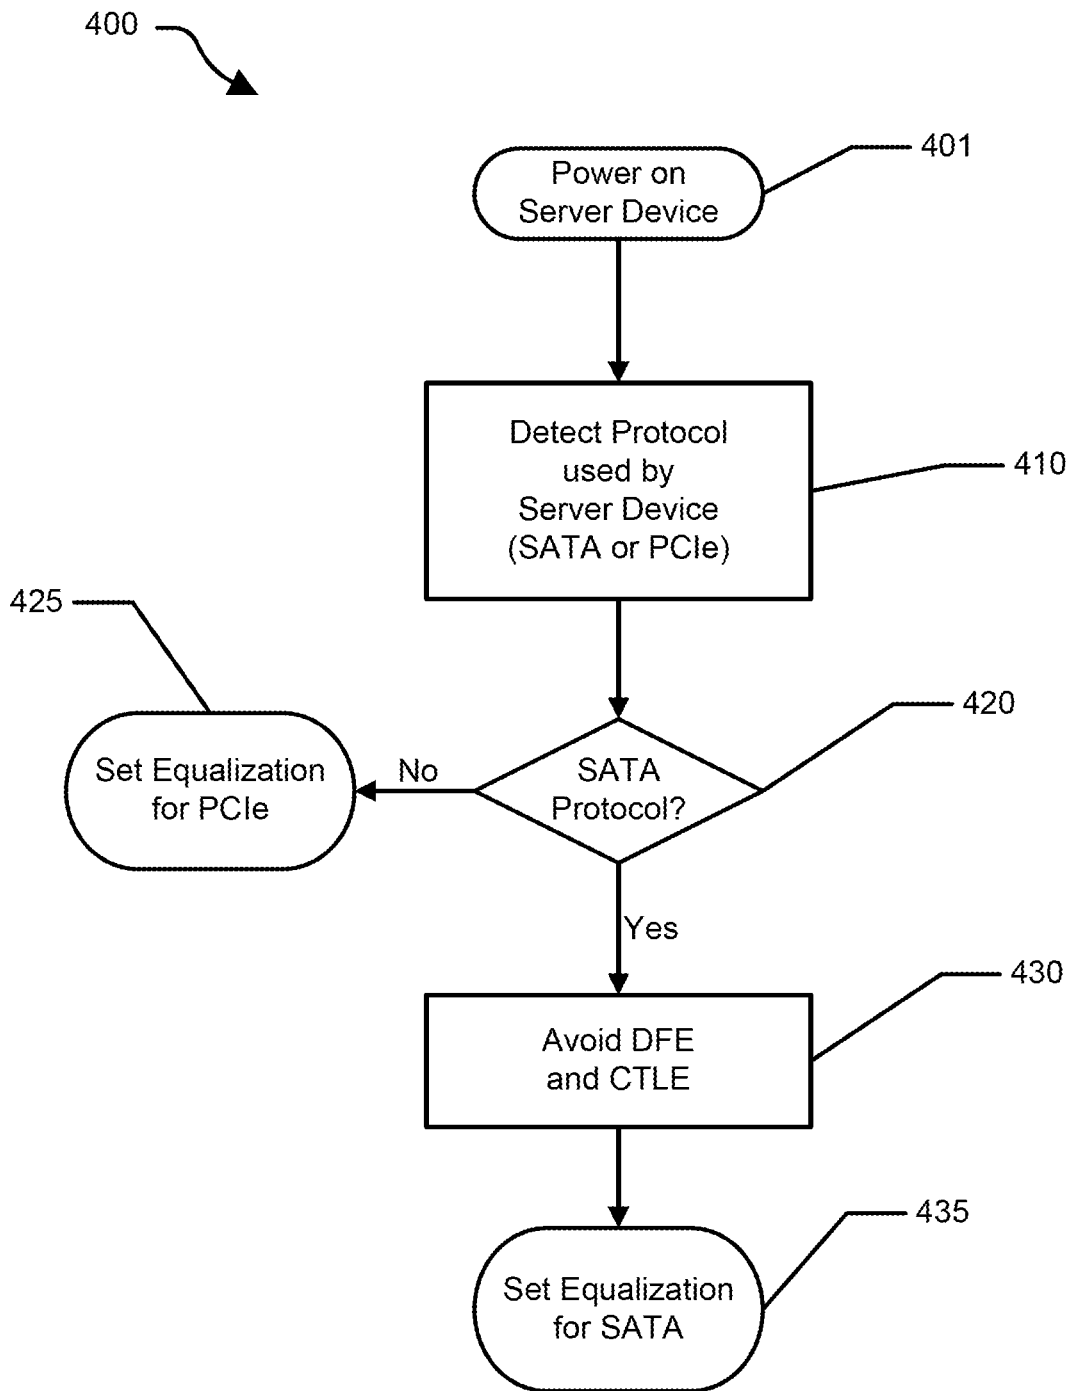 400
401
Power on
Server Device
Detect Protocol
used by
Server Device
(SATA or PCIe)
410
425
420
Set Equalization
for PCIe
No
SATA
Protocol?
Yes
430
Avoid DFE
and CTLE
435
Set Equalization
for SATA